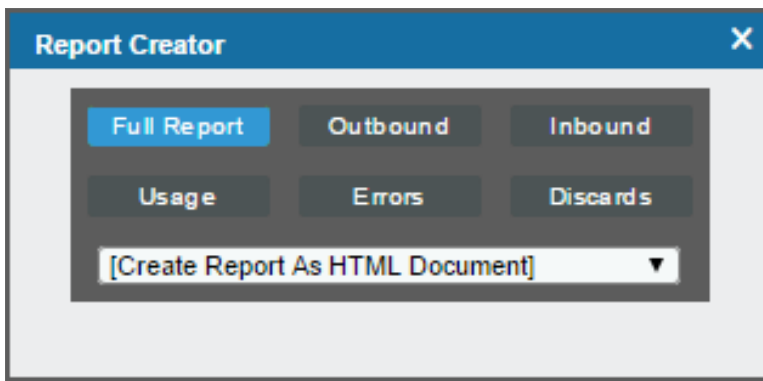 Report Creator X
Full Report Outbound Inbound
Usage Errors Discards
[Create Report As HTML Document] ▼